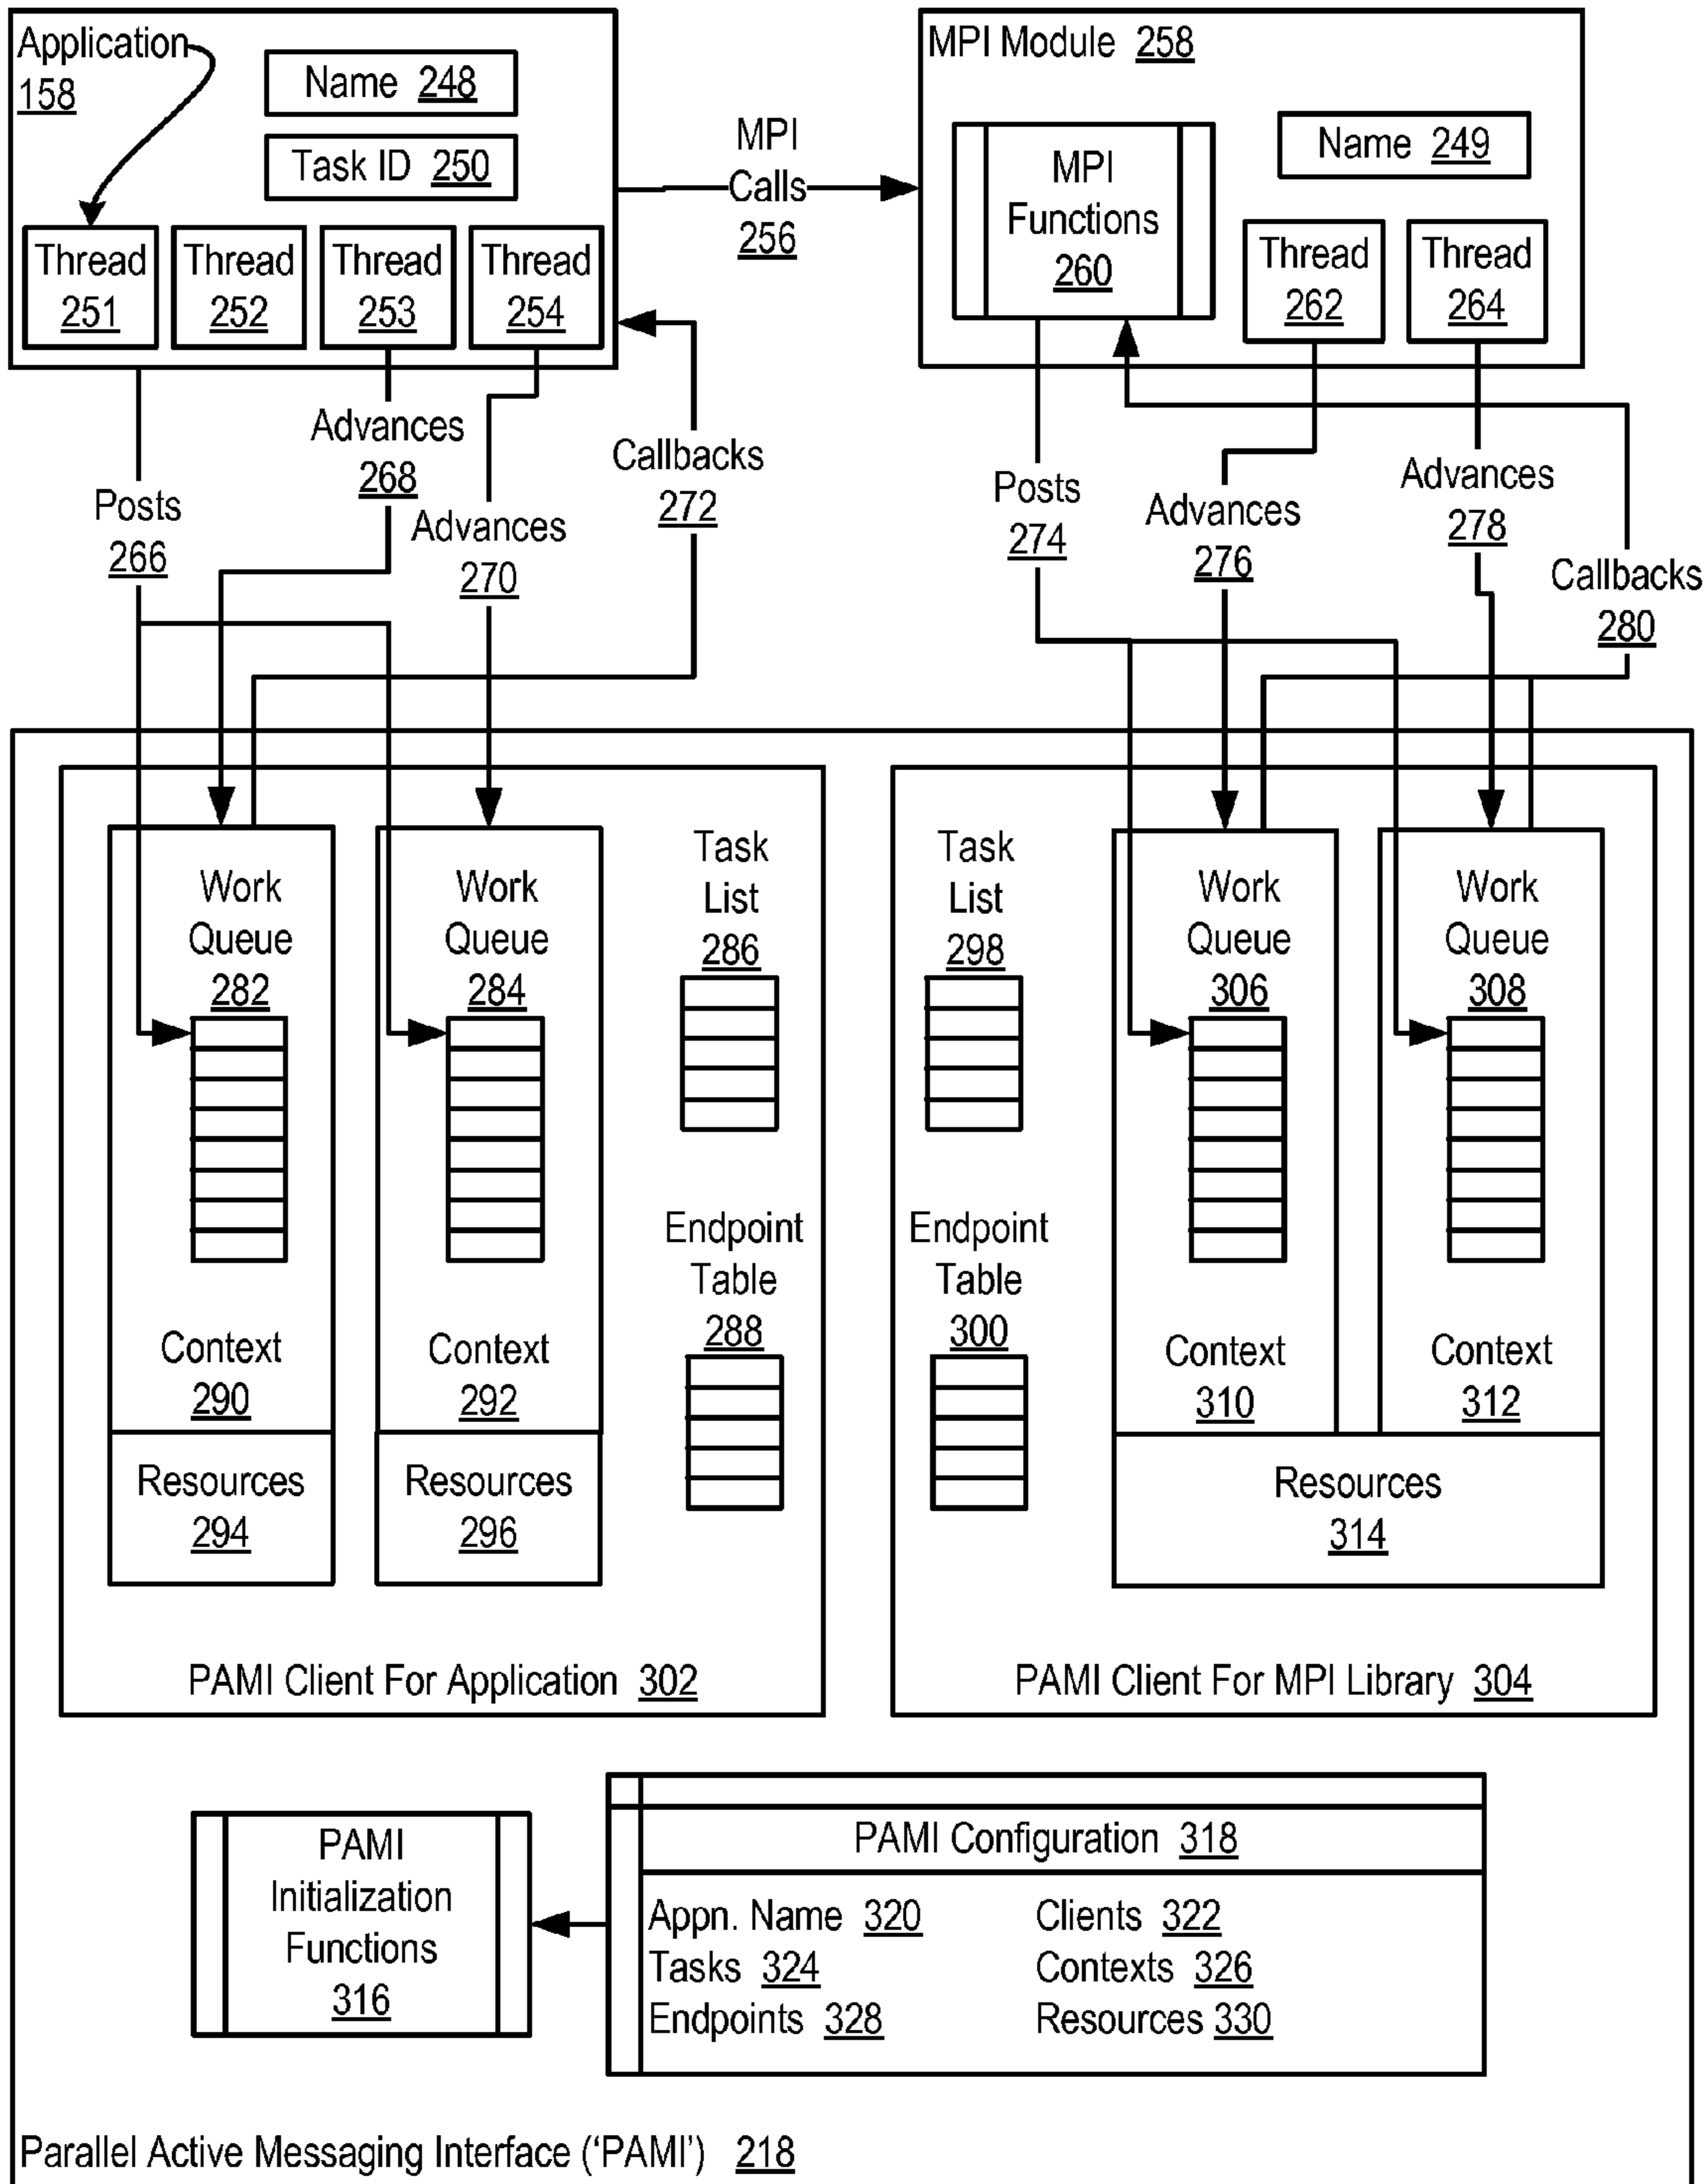 Application
158
Name 248
Task ID 250
Thread
251
Thread
252
Thread
253
Thread
254
MPI
Calls
256
MPI Module 258
MPI
Functions
260
Name 249
Thread
262
Thread
264
Posts
266
Advances
268
Advances
270
Callbacks
272
Posts
274
Advances
276
Advances
278
Callbacks
280
Work
Queue
282
Context
290
Resources
294
Work
Queue
284
Context
292
Resources
296
Task
List
286
Endpoint
Table
288
PAMI Client For Application 302
Task
List
298
Endpoint
Table
300
Work
Queue
306
Context
310
Work
Queue
308
Context
312
Resources
314
PAMI Client For MPI Library 304
PAMI
Initialization
Functions
316
PAMI Configuration 318
Appn. Name 320 Clients 322
Tasks 324 Contexts 326
Endpoints 328 Resources 330
Parallel Active Messaging Interface (‘PAMI’) 218